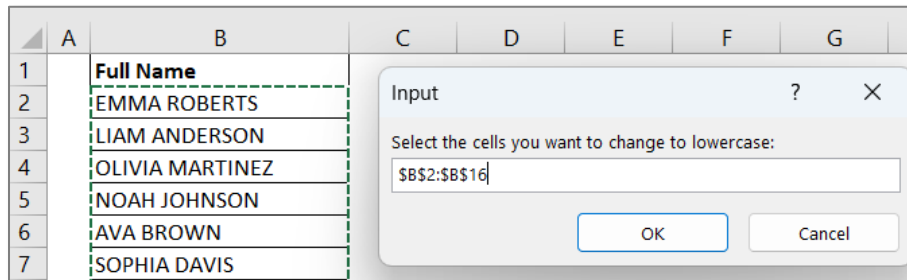 A B C D E F G
1 Full Name
2 EMMA ROBERTS
3 LIAM ANDERSON
4 OLIVIA MARTINEZ
5 NOAH JOHNSON
6 AVA BROWN
7 SOPHIA DAVIS
Input ? ×
Select the cells you want to change to lowercase:
$B$2:$B$16
OK Cancel